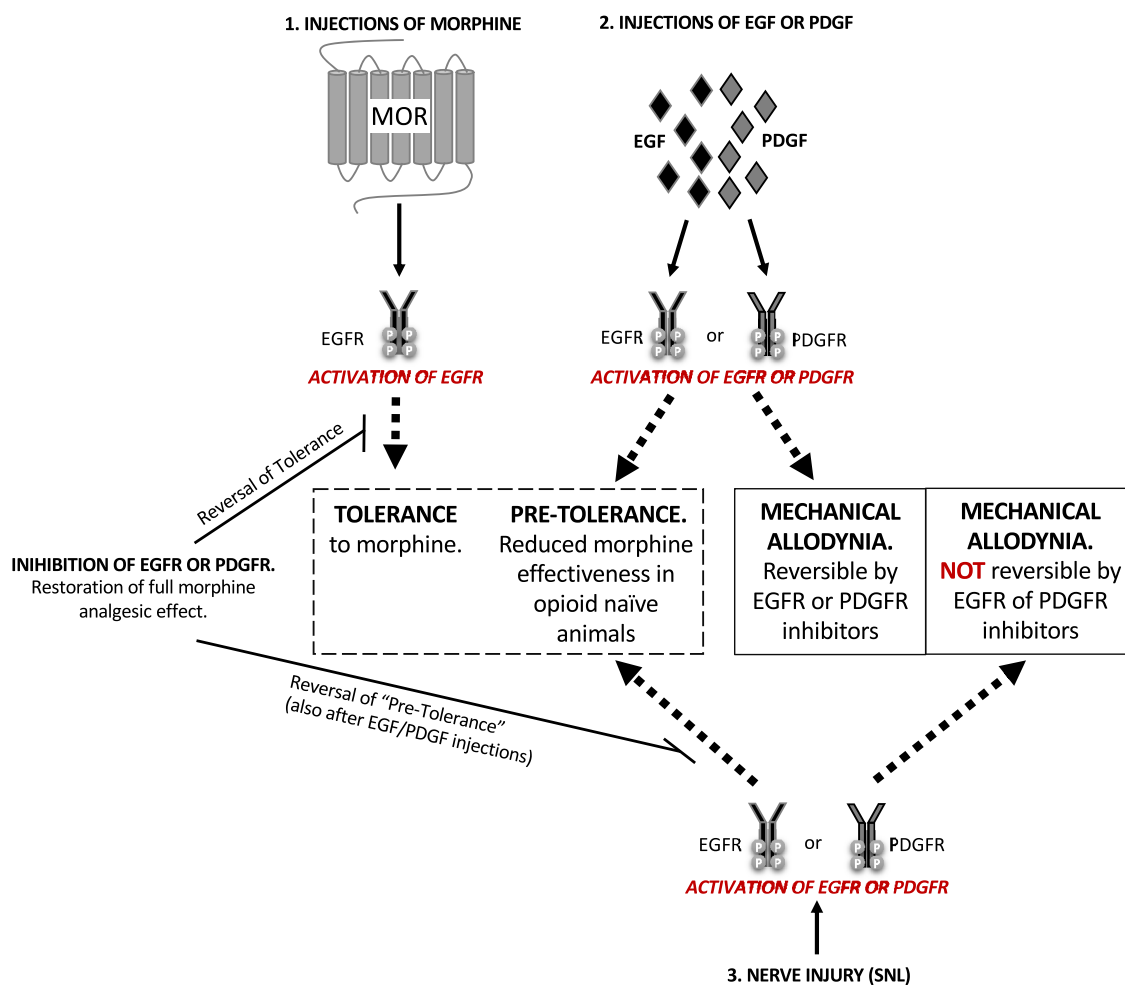 1. INJECTIONS OF MORPHINE
2. INJECTIONS OF EGF OR PDGF
MOR
EGF
PDGF
EGFR
P P
P P
ACTIVATION OF EGFR
EGFR
P P
P P
or
P P
P P
PDGFR
ACTIVATION OF EGFR OR PDGFR
Reversal of Tolerance
INIHIBITION OF EGFR OR PDGFR.
Restoration of full morphine
analgesic effect.
TOLERANCE
to morphine.
PRE-TOLERANCE.
Reduced morphine
effectiveness in
opioid naïve
animals
MECHANICAL
ALLODYNIA.
Reversible by
EGFR or PDGFR
inhibitors
MECHANICAL
ALLODYNIA.
NOT reversible by
EGFR of PDGFR
inhibitors
Reversal of “Pre-Tolerance”
(also after EGF/PDGF injections)
EGFR
P P
P P
or
P P
P P
PDGFR
ACTIVATION OF EGFR OR PDGFR
3. NERVE INJURY (SNL)